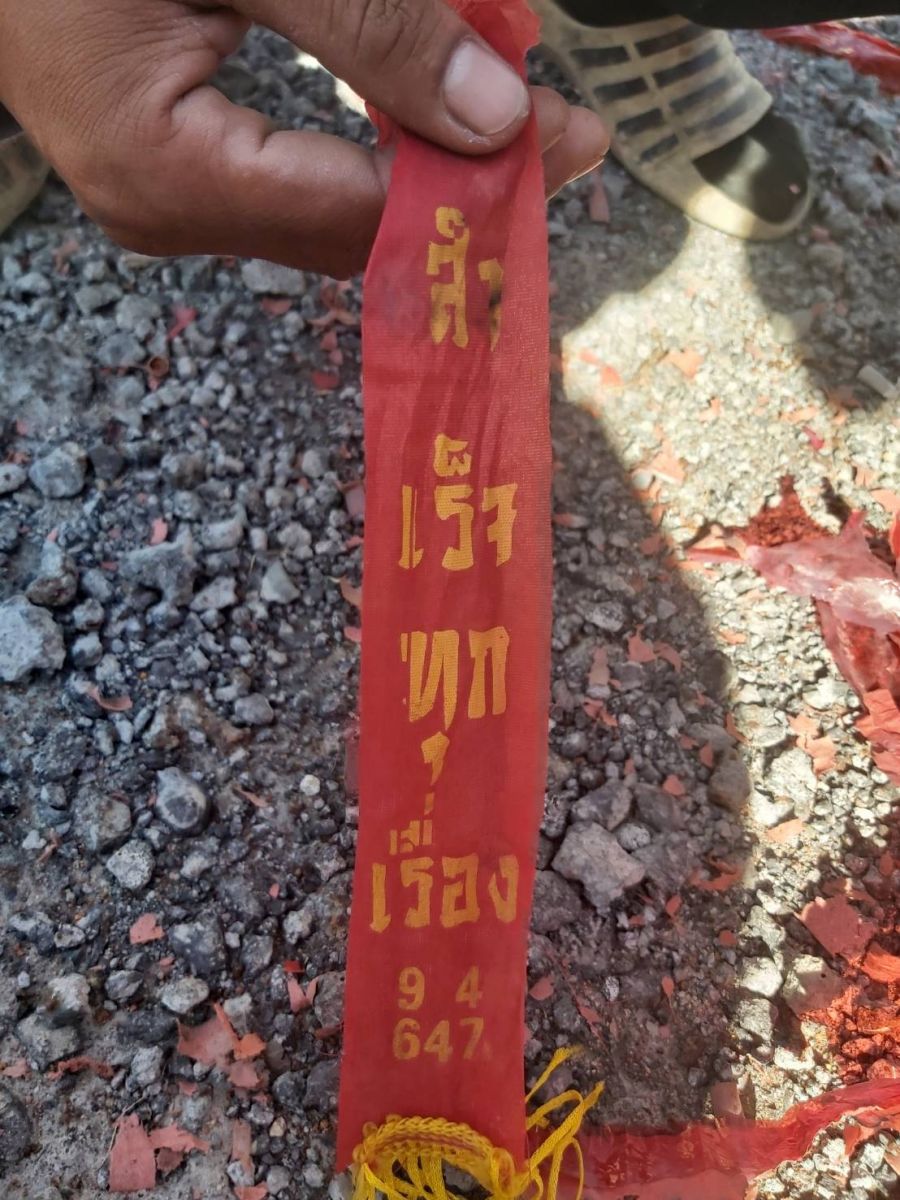 สำ
เร็จ
ทุก
เรื่อง
9 4
647